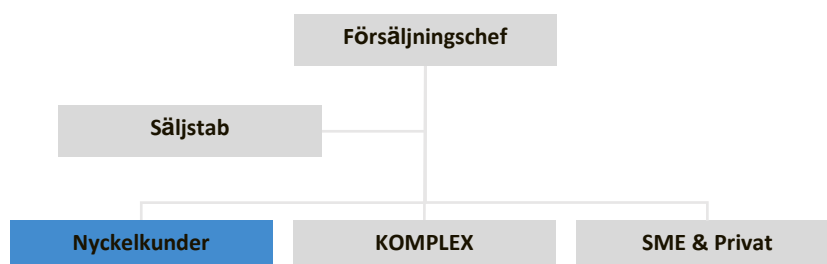 Försäljningschef
Säljstab
Nyckelkunder
KOMPLEX
SME & Privat